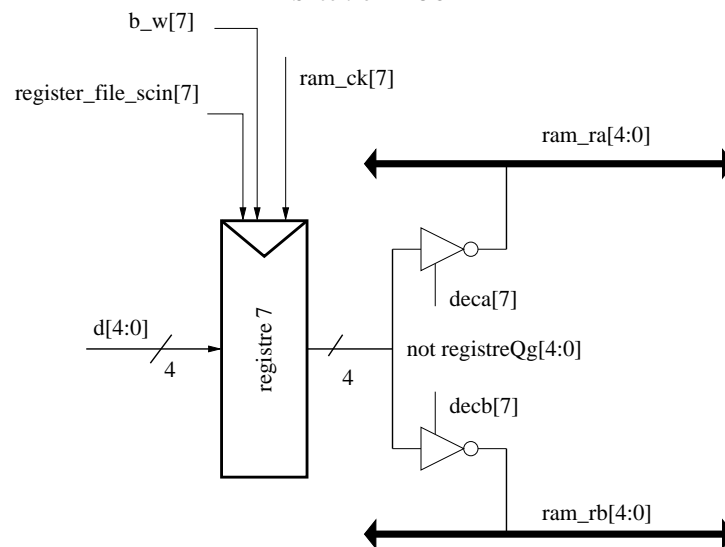 b_w[7]
ram_ck[7]
register_file_scin[7]
ram_ra[4:0]
deca[7]
d[4:0]
4
registre 7
4
not registreQg[4:0]
decb[7]
ram_rb[4:0]